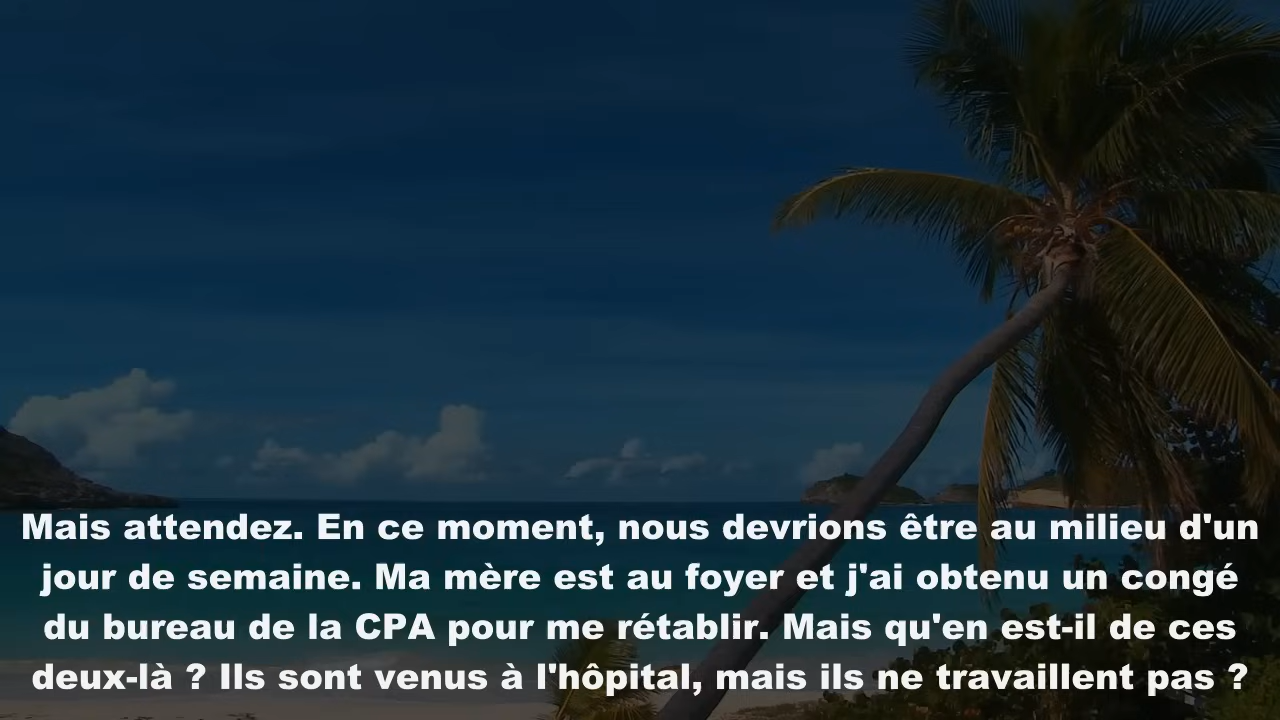 Mais attendez. En ce moment, nous devrions être au milieu d'un
jour de semaine. Ma mère est au foyer et j'ai obtenu un congé
du bureau de la CPA pour me rétablir. Mais qu'en est-il de ces
deux-là ? Ils sont venus à l'hôpital, mais ils ne travaillent pas ?